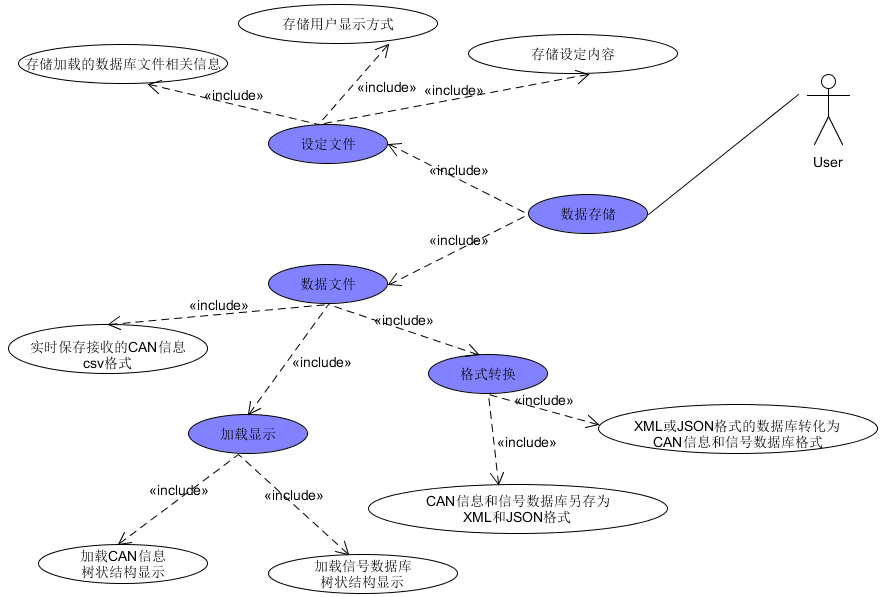 存储用户显示方式
存储加载的数据库文件相关信息
存储设定内容
«include»
«include»
«include»
设定文件
User
«include»
数据存储
«include»
数据文件
«include»
«include»
实时保存接收的CAN信息
csv格式
«include»
格式转换
«include»
加载显示
XML或JSON格式的数据库转化为
CAN信息和信号数据库格式
«include»
«include»
«include»
CAN信息和信号数据库另存为
XML和JSON格式
加载CAN信息
树状结构显示
加载信号数据库
树状结构显示